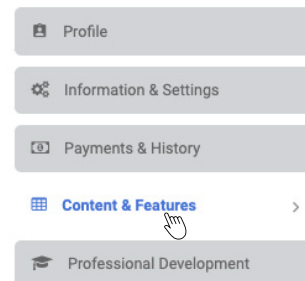 Profile
Information & Settings
Payments & History
Content & Features
Professional Development